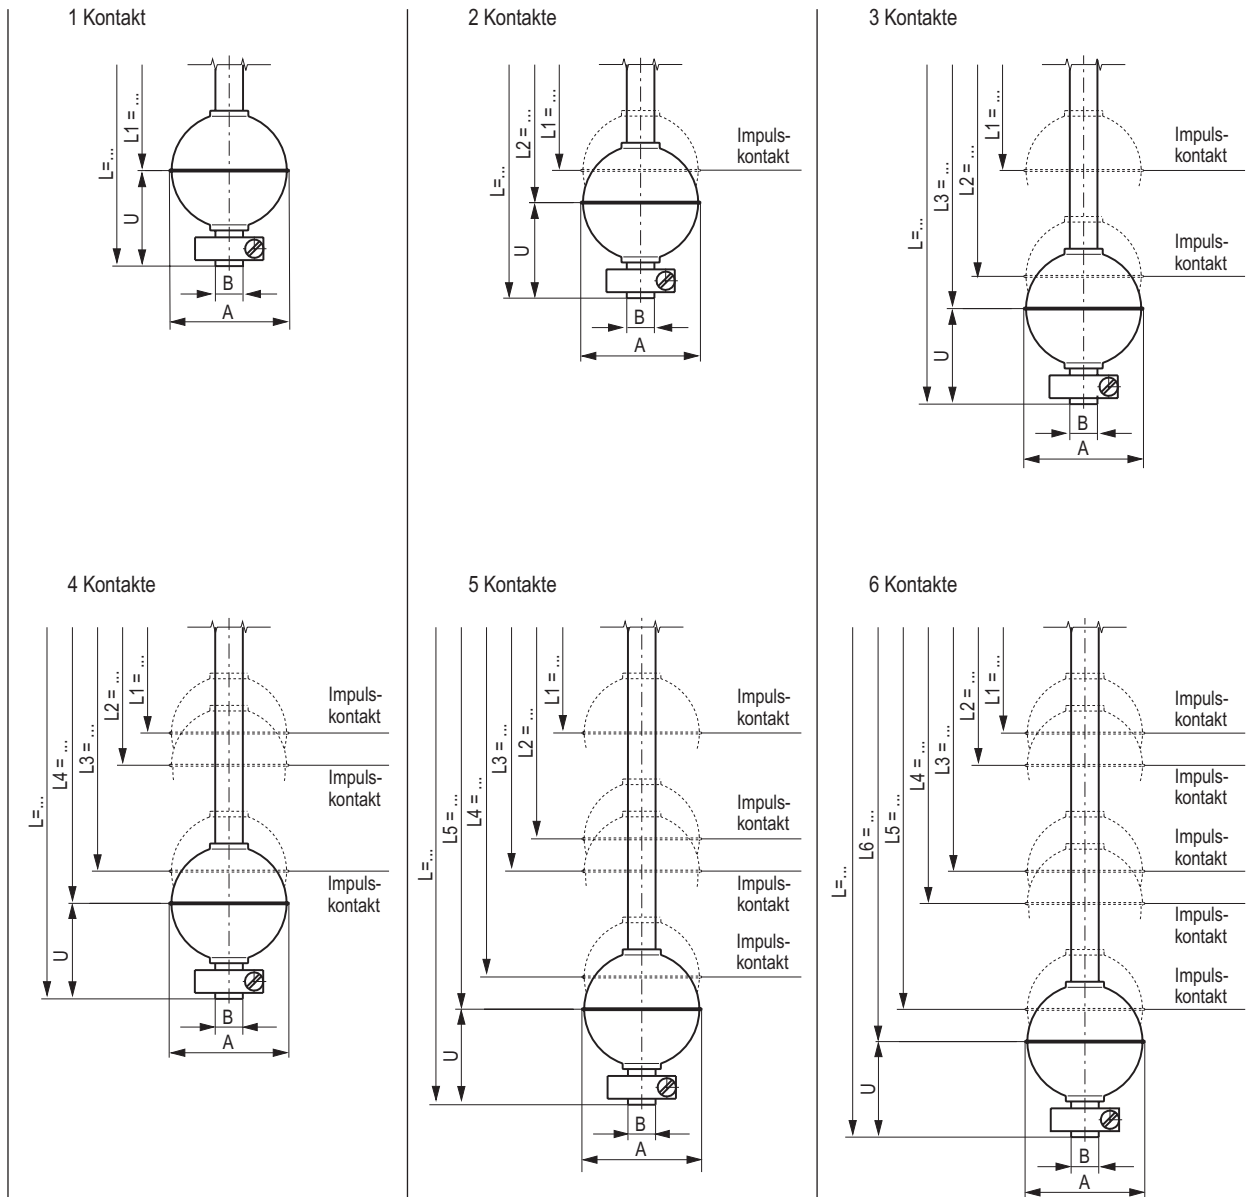 1 Kontakt
L=...
L1 = ...
U
B
A
2 Kontakte
L=...
L2 = ...
L1 = ...
Impuls-
kontakt
U
B
A
3 Kontakte
L=...
L3 = ...
L2 = ...
L1 = ...
Impuls-
kontakt
Impuls-
kontakt
U
B
A
4 Kontakte
L=...
L4 = ...
L3 = ...
L2 = ...
L1 = ...
Impuls-
kontakt
Impuls-
kontakt
Impuls-
kontakt
U
B
A
5 Kontakte
L=...
L5 = ...
L4 = ...
L3 = ...
L2 = ...
L1 = ...
Impuls-
kontakt
Impuls-
kontakt
Impuls-
kontakt
Impuls-
kontakt
U
B
A
6 Kontakte
L=...
L6 = ...
L5 = ...
L4 = ...
L3 = ...
L2 = ...
L1 = ...
Impuls-
kontakt
Impuls-
kontakt
Impuls-
kontakt
Impuls-
kontakt
Impuls-
kontakt
U
B
A